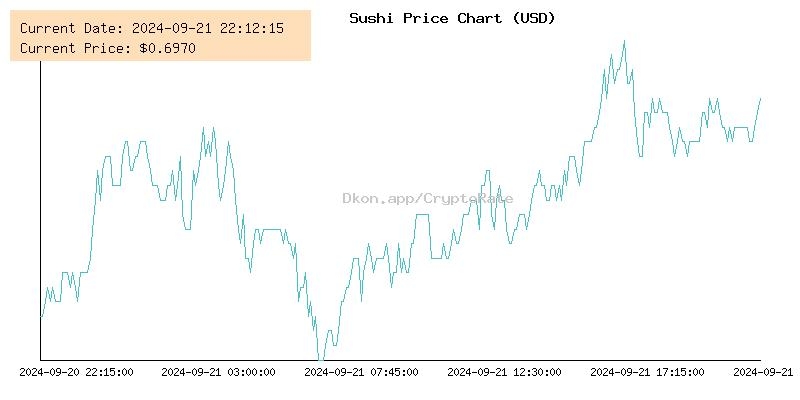 Sushi Price Chart (USD)
Current Date: 2024-09-21 22:12:15
Current Price: $0.6970
Dkon.app/CryptoRate
2024-09-20 22:15:00 2024-09-21 03:00:00 2024-09-21 07:45:00 2024-09-21 12:30:00 2024-09-21 17:15:00 2024-09-21